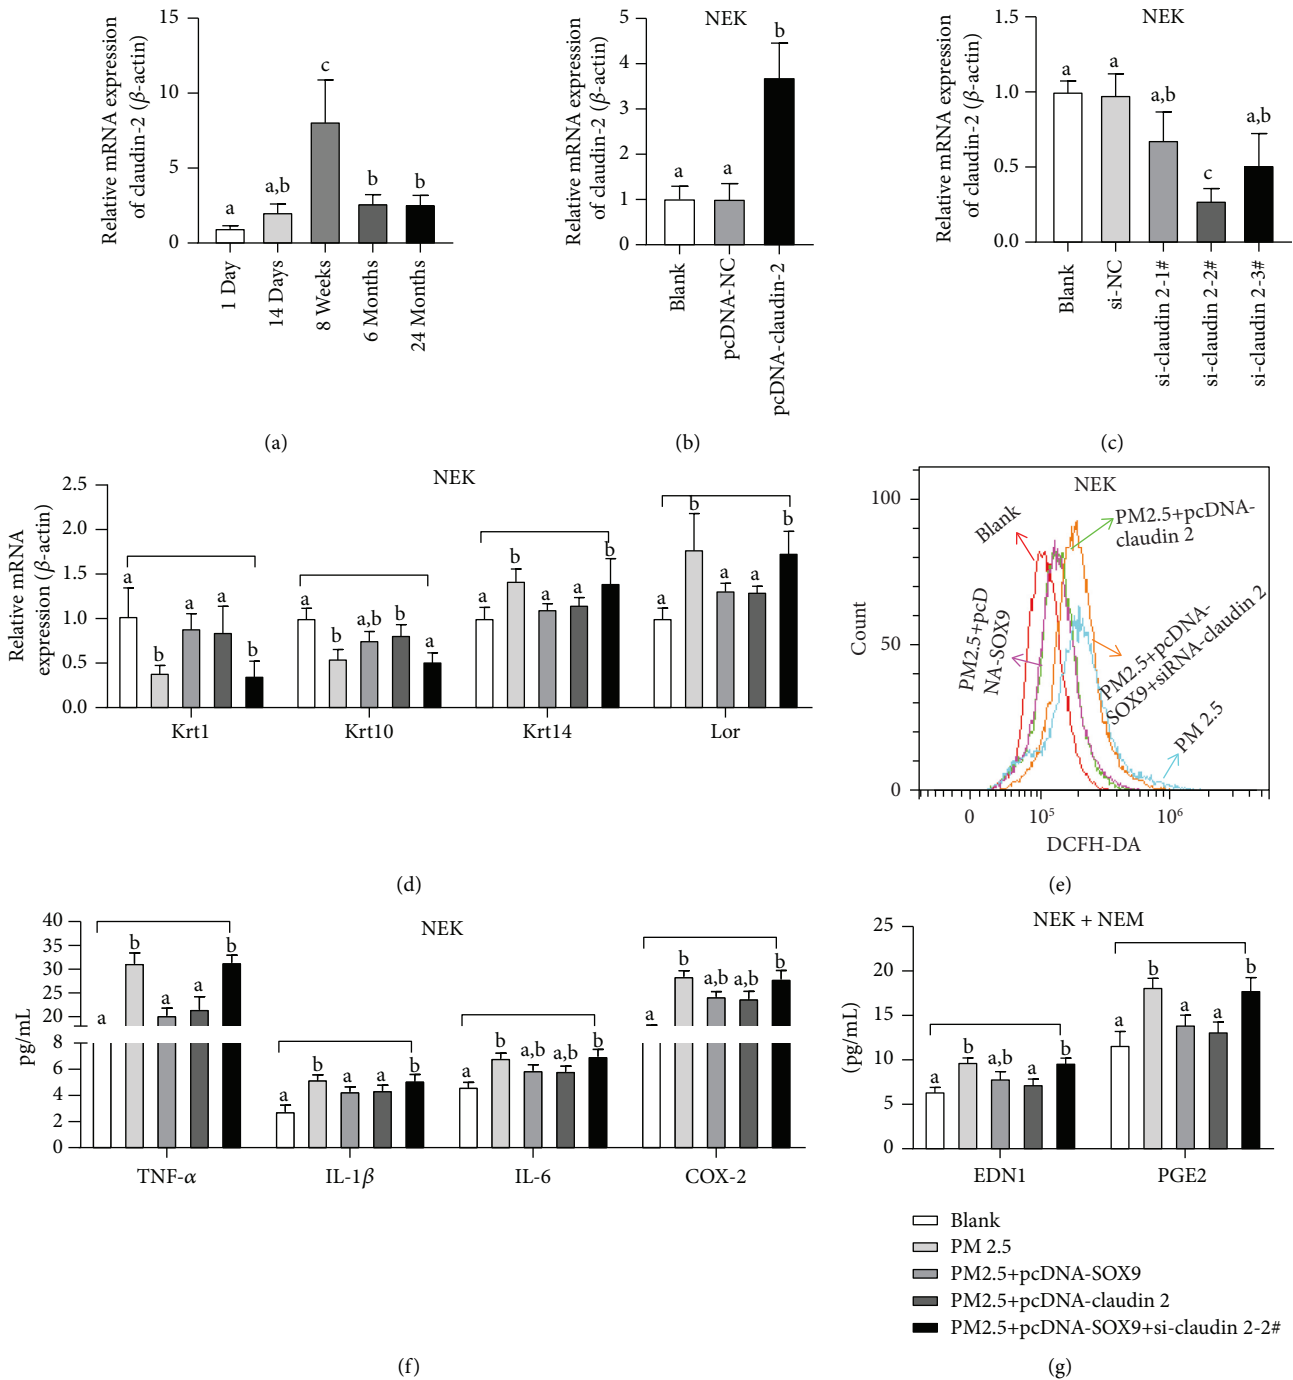 Relative mRNA expression
of claudin-2 (β-actin)
15
10
5
0
a
a,b
c
b
b
1 Day
14 Days
8 Weeks
6 Months
24 Months
(a)
NEK
Relative mRNA expression
of claudin-2 (β-actin)
5
4
3
2
1
0
a
a
b
Blank
pcDNA-NC
pcDNA-claudin-2
(b)
NEK
Relative mRNA expression
of claudin-2 (β-actin)
1.0
0.5
0.0
a
a
a,b
c
a,b
Blank
si-NC
si-claudin 2-1#
si-claudin 2-2#
si-claudin 2-3#
(c)
NEK
Relative mRNA
expression (β-actin)
2.5
2.0
1.5
1.0
0.5
0.0
a
b
a
a
b
a
b
a,b
b
a
a
b
a
a
b
a
b
a
a
b
Krt1
Krt10
Krt14
Lor
(d)
NEK
Count
100
50
0
Blank
PM2.5+pcDNA-
claudin 2
PM2.5+pcD
NA-SOX9
PM2.5+pcDNA-
SOX9+siRNA-claudin 2
PM 2.5
0
10⁵
10⁶
DCFH-DA
(e)
NEK
pg/mL
40
35
30
25
20
8
6
4
2
0
a
b
a
a
b
a
b
a
a
b
a
b
a,b
a,b
b
a
b
a,b
a,b
b
TNF-α
IL-1β
IL-6
COX-2
(f)
NEK + NEM
(pg/mL)
25
20
15
10
5
0
a
b
a,b
a
b
a
b
a
a
b
EDN1
PGE2
Blank
PM 2.5
PM2.5+pcDNA-SOX9
PM2.5+pcDNA-claudin 2
PM2.5+pcDNA-SOX9+si-claudin 2-2#
(g)